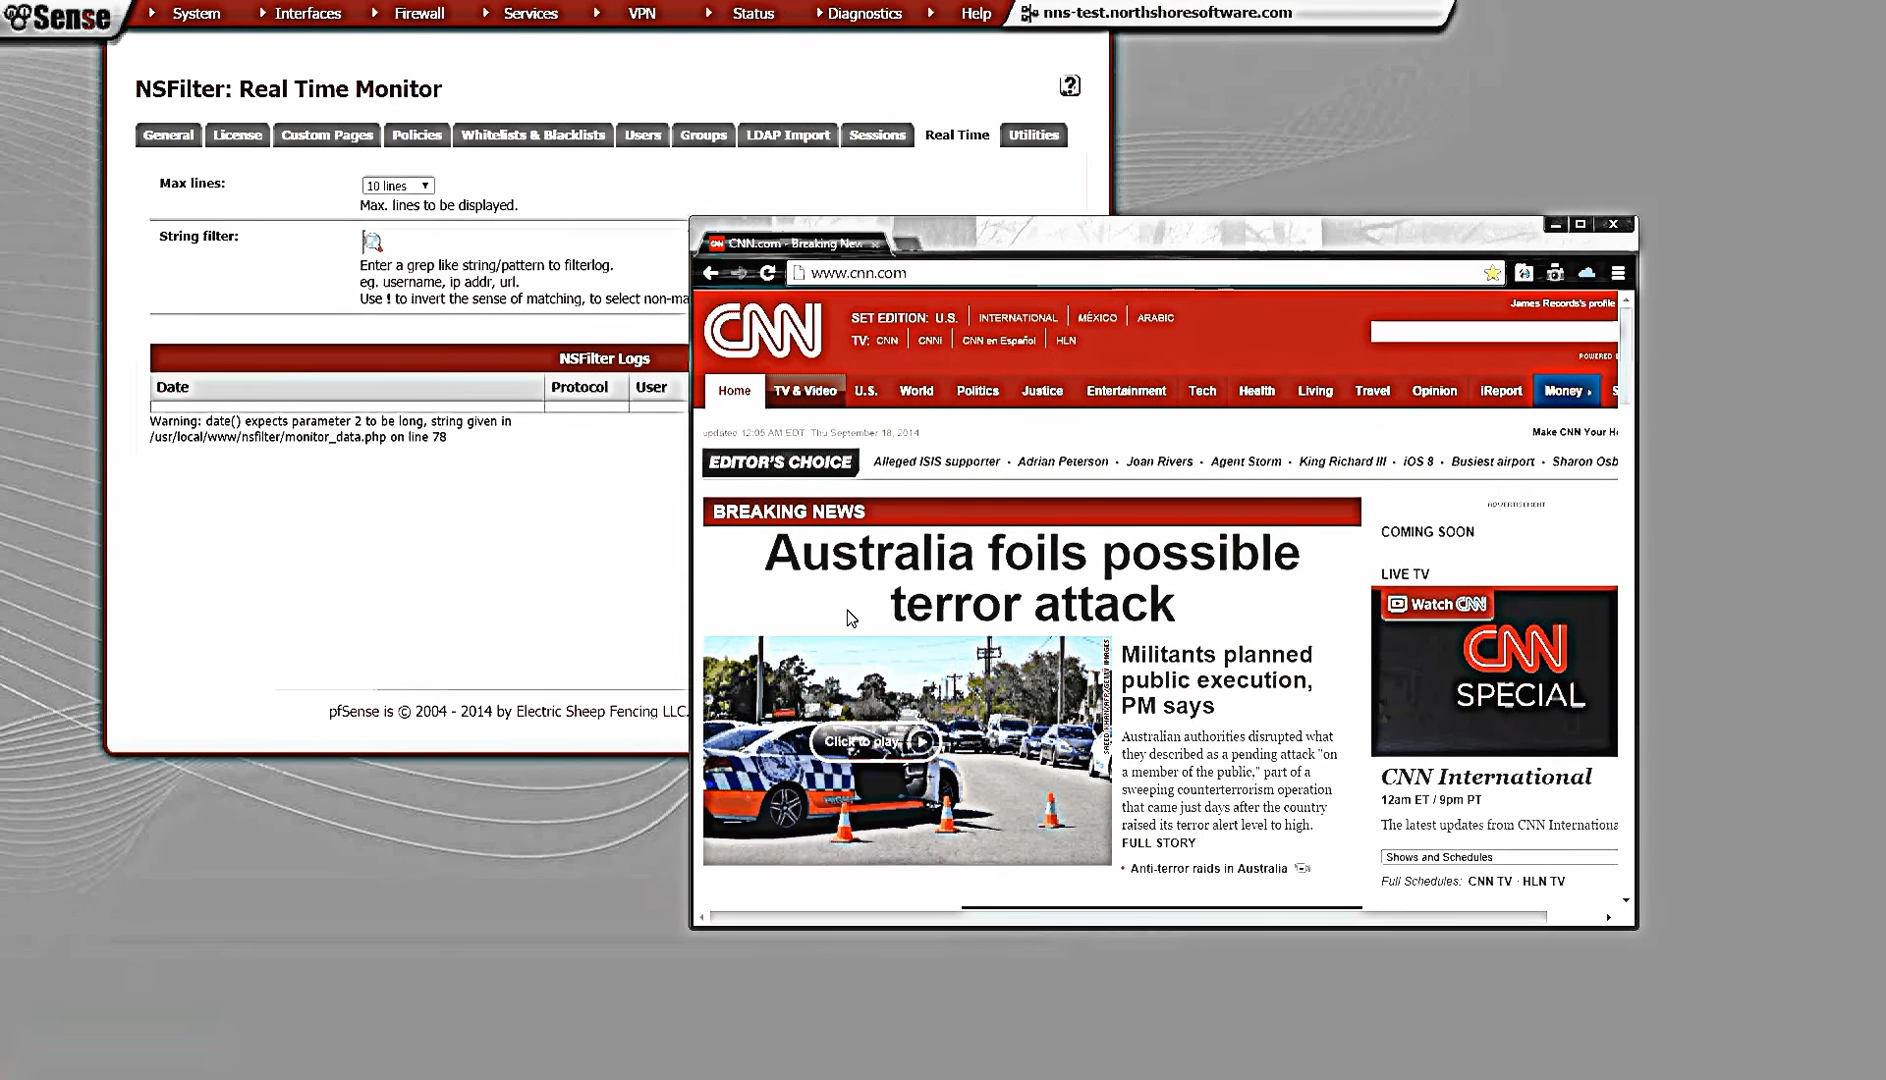 Sense
System
Interfaces
Firewall
Services
VPN
Status
Diagnostics
Help
nns-test.northshoresoftware.com
NSFilter: Real Time Monitor
General
License
Custom Pages
Policies
Whitelists & Blacklists
Users
Groups
LDAP Import
Sessions
Real Time
Utilities
Max lines:
10 lines
Max. lines to be displayed.
String filter:
Enter a grep like string/pattern to filterlog.
eg. username, ip addr, url.
Use ! to invert the sense of matching, to select non-ma
NSFilter Logs
Date
Protocol
User
Warning: date() expects parameter 2 to be long, string given in
/usr/local/www/nsfilter/monitor_data.php on line 78
pfSense is © 2004 - 2014 by Electric Sheep Fencing LLC.
CNN.com - Breaking New
www.cnn.com
James Records's profile
CNN
SET EDITION: U.S.
INTERNATIONAL
MÉXICO
ARABIC
TV: CNN
CNNI
CNN en Español
HLN
POWERED
Home
TV & Video
U.S.
World
Politics
Justice
Entertainment
Tech
Health
Living
Travel
Opinion
iReport
Money
S
updated 12:05 AM EDT, Thu September 18, 2014
Make CNN Your H
EDITOR'S CHOICE
Alleged ISIS supporter · Adrian Peterson · Joan Rivers · Agent Storm · King Richard III · iOS 8 · Busiest airport · Sharon Osb
BREAKING NEWS
Australia foils possible
terror attack
Click to play
Militants planned
public execution,
PM says
Australian authorities disrupted what
they described as a pending attack "on
a member of the public," part of a
sweeping counterterrorism operation
that came just days after the country
raised its terror alert level to high.
FULL STORY
• Anti-terror raids in Australia
ADVERTISEMENT
COMING SOON
LIVE TV
Watch CNN
CNN
SPECIAL
CNN International
12am ET / 9pm PT
The latest updates from CNN Internationa
Shows and Schedules
Full Schedules: CNN TV · HLN TV